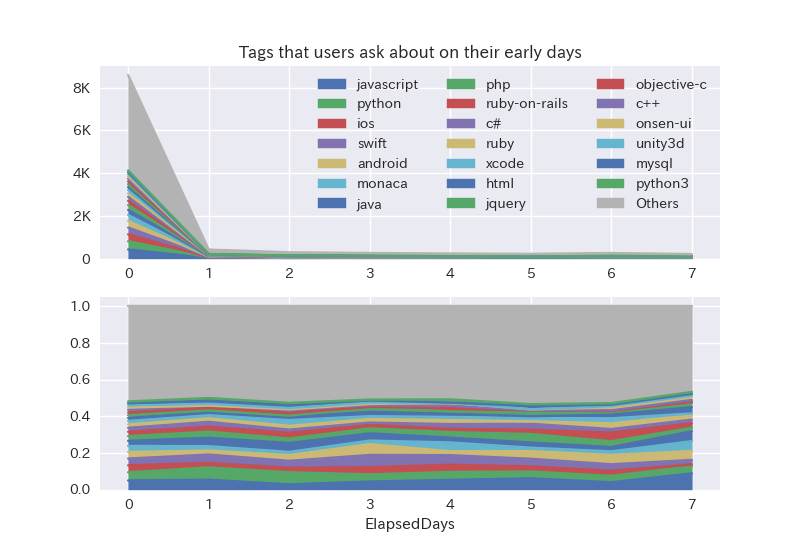 Tags that users ask about on their early days
8K
6K
4K
2K
0
javascript php objective-c
python ruby-on-rails c++
ios c# onsen-ui
swift ruby unity3d
android xcode mysql
monaca html python3
java jquery Others
0 1 2 3 4 5 6 7
1.0
0.8
0.6
0.4
0.2
0.0
0 1 2 3 4 5 6 7
ElapsedDays